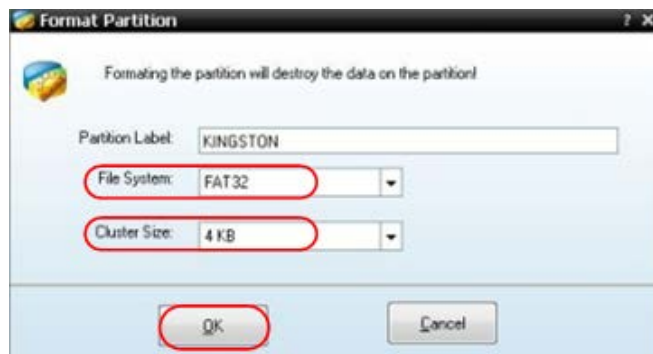 Format Partition ? X
Formating the partition will destroy the data on the partition!
Partition Label: KINGSTON
File System: FAT32
Cluster Size: 4 KB
OK Cancel